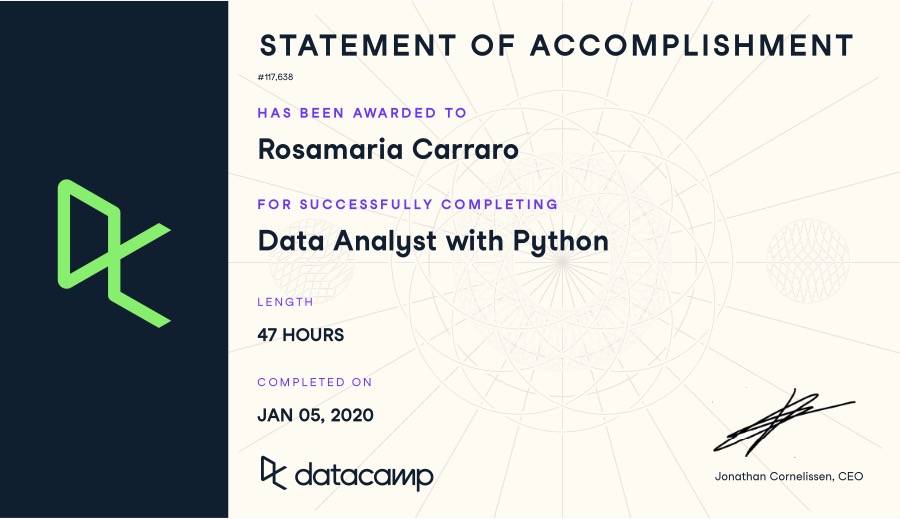 STATEMENT OF ACCOMPLISHMENT
#117,638
HAS BEEN AWARDED TO
Rosamaria Carraro
FOR SUCCESSFULLY COMPLETING
Data Analyst with Python
LENGTH
47 HOURS
COMPLETED ON
JAN 05, 2020
datacamp
Jonathan Cornelissen, CEO